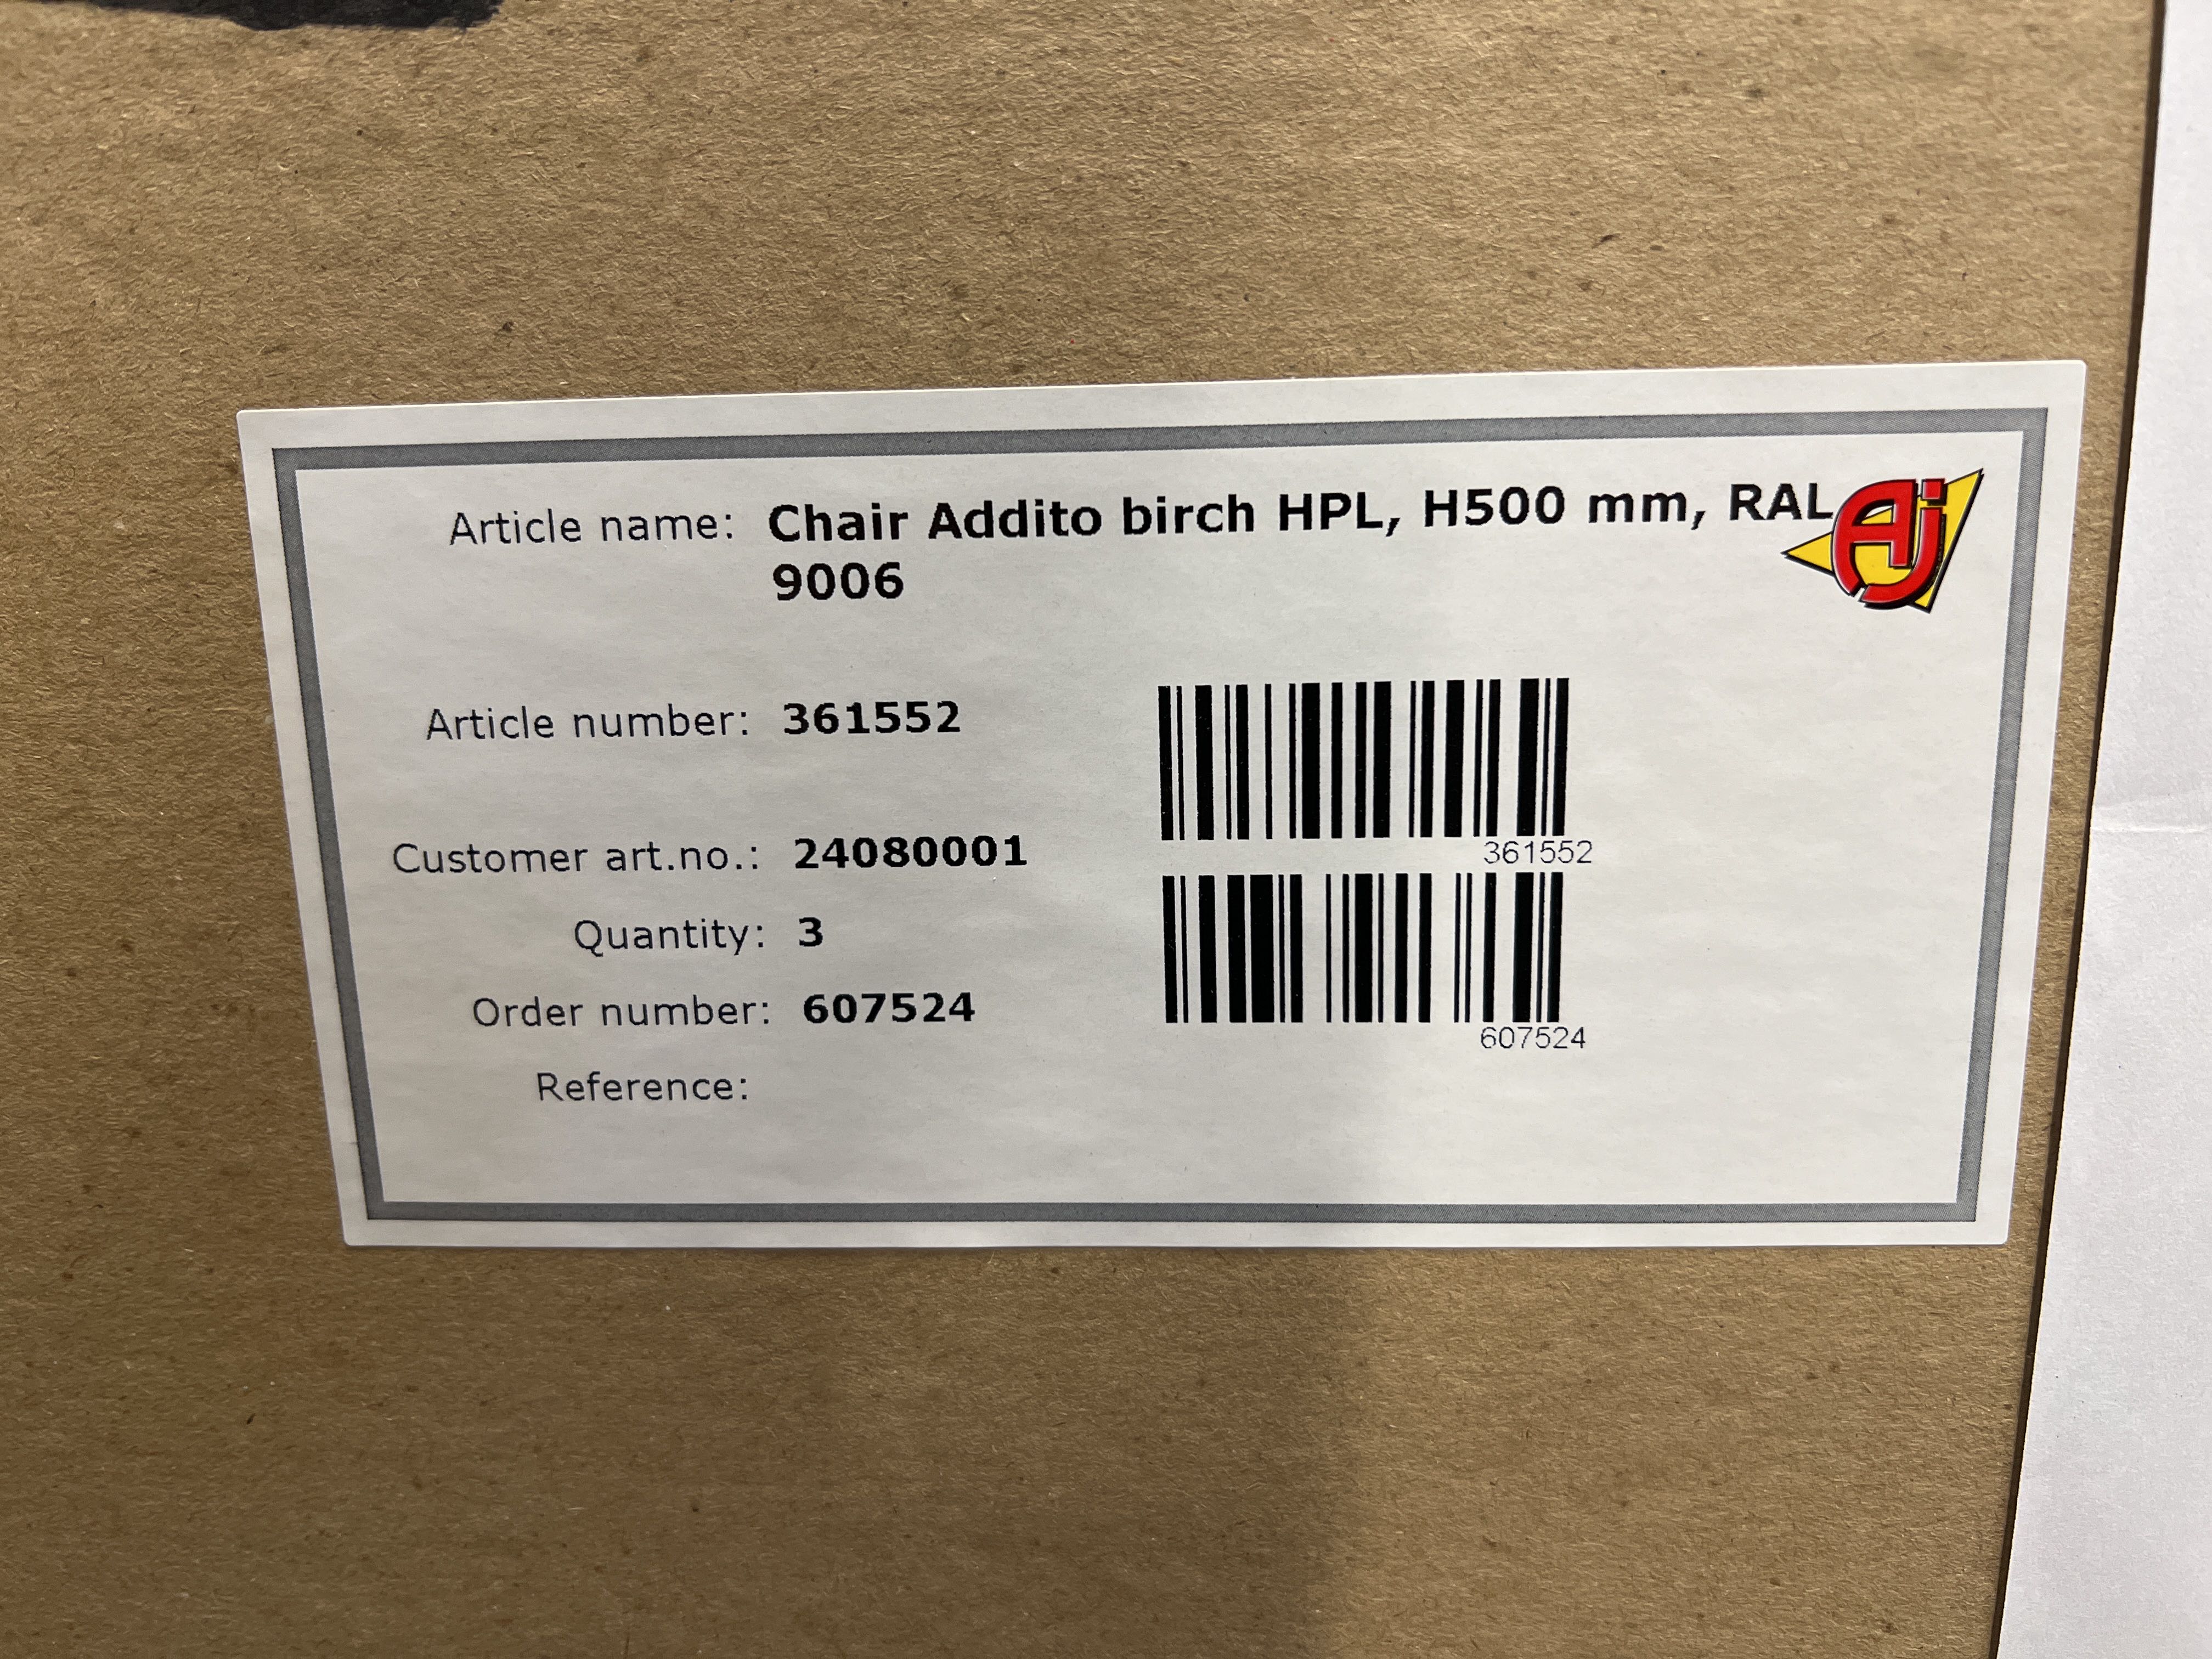 Article name: Chair Addito birch HPL, H500 mm, RAL
9006
Aj
Article number: 361552
361552
Customer art.no.: 24080001
Quantity: 3
Order number: 607524
607524
Reference: